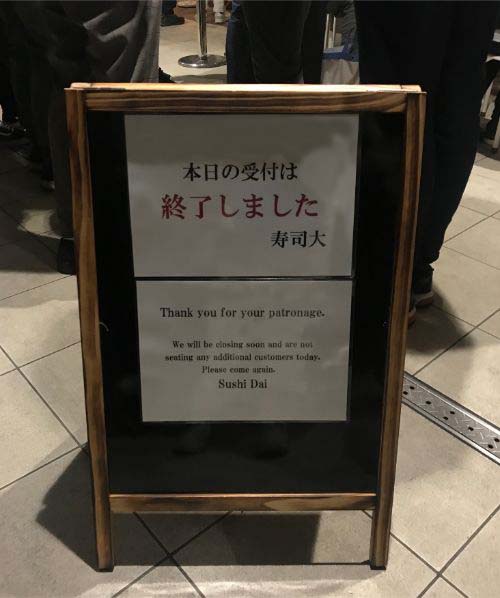 本日の受付は
終了しました
寿司大
Thank you for your patronage.
We will be closing soon and are not
seating any additional customers today.
Please come again.
Sushi Dai